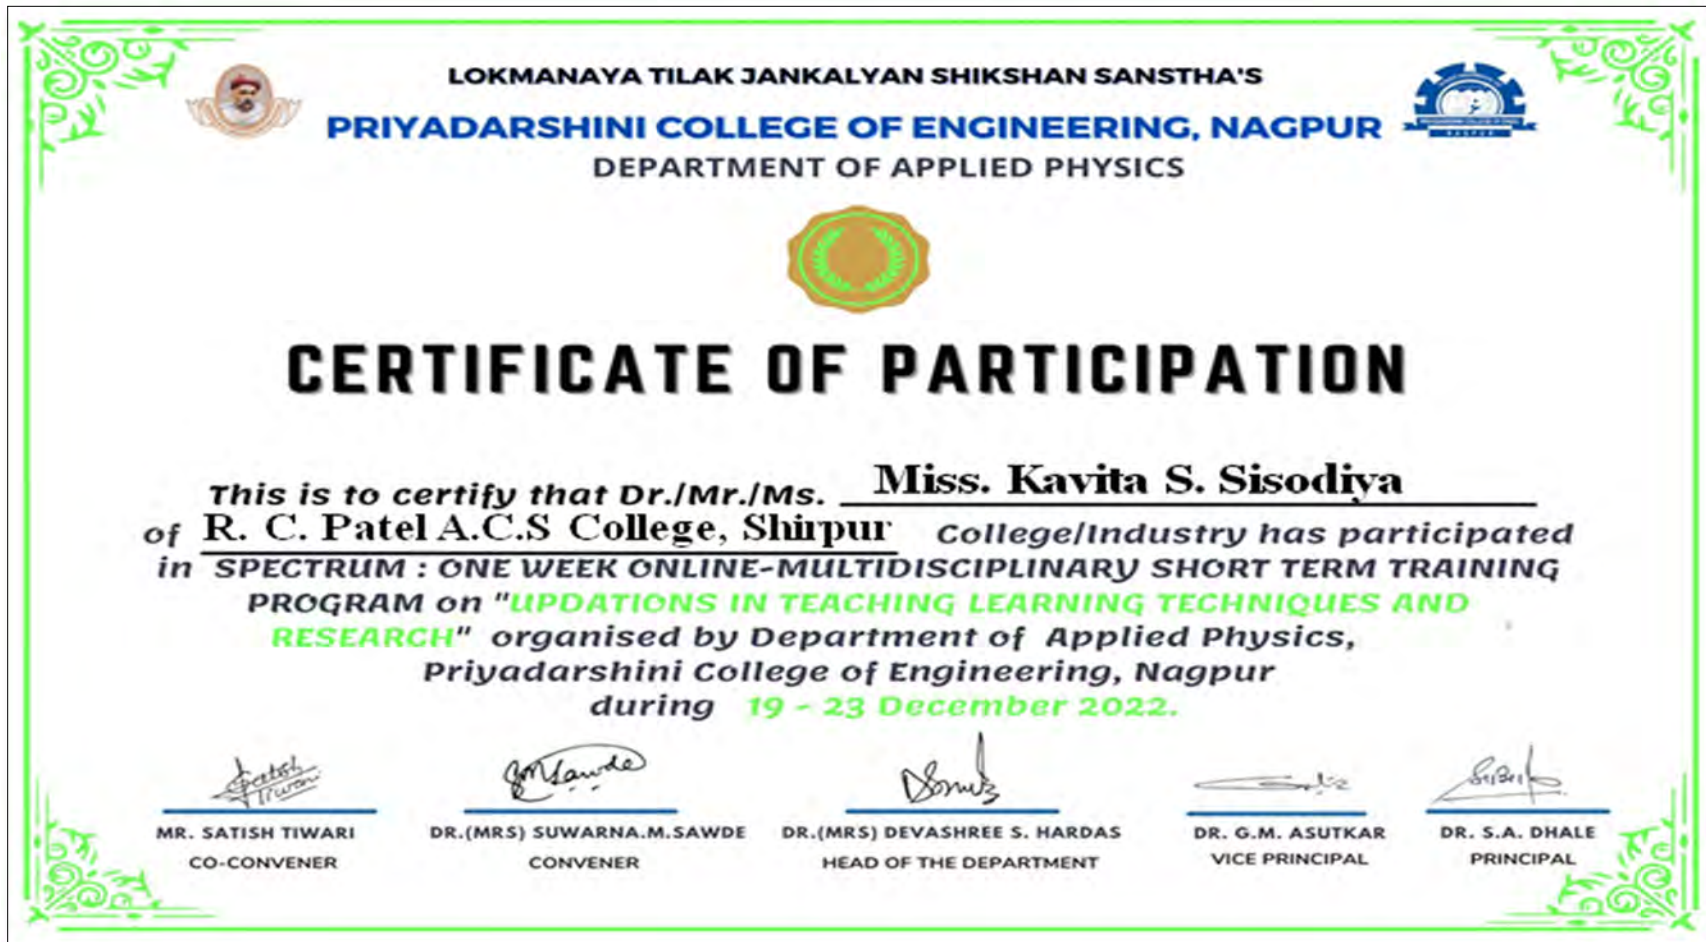 LOKMANAYA TILAK JANKALYAN SHIKSHAN SANSTHA'S
PRIYADARSHINI COLLEGE OF ENGINEERING, NAGPUR
NAGPUR
DEPARTMENT OF APPLIED PHYSICS
CERTIFICATE OF PARTICIPATION
This is to certify that Dr./Mr./Ms. Miss. Kavita S. Sisodiya
of R. C. Patel A.C.S College, Shirpur College/Industry has participated
in SPECTRUM : ONE WEEK ONLINE-MULTIDISCIPLINARY SHORT TERM TRAINING
PROGRAM on "UPDATIONS IN TEACHING LEARNING TECHNIQUES AND
RESEARCH" organised by Department of Applied Physics,
Priyadarshini College of Engineering, Nagpur
during 19 - 23 December 2022.
Satish Tiwari
SMSawde
MR. SATISH TIWARI DR.(MRS) SUWARNA.M.SAWDE DR.(MRS) DEVASHREE S. HARDAS DR. G.M. ASUTKAR DR. S.A. DHALE
CO-CONVENER CONVENER HEAD OF THE DEPARTMENT VICE PRINCIPAL PRINCIPAL